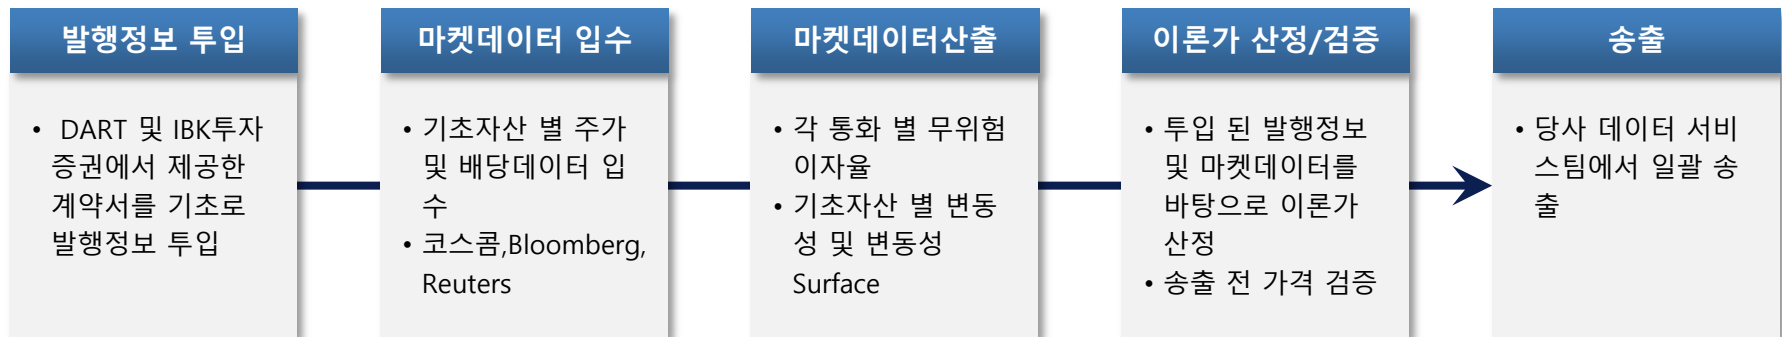 발행정보 투입
• DART 및 IBK투자
증권에서 제공한
계약서를 기초로
발행정보 투입
마켓데이터 입수
• 기초자산 별 주가
및 배당데이터 입
수
• 코스콤,Bloomberg,
Reuters
마켓데이터산출
• 각 통화 별 무위험
이자율
• 기초자산 별 변동
성 및 변동성
Surface
이론가 산정/검증
• 투입 된 발행정보
및 마켓데이터를
바탕으로 이론가
산정
• 송출 전 가격 검증
송출
• 당사 데이터 서비
스팀에서 일괄 송
출